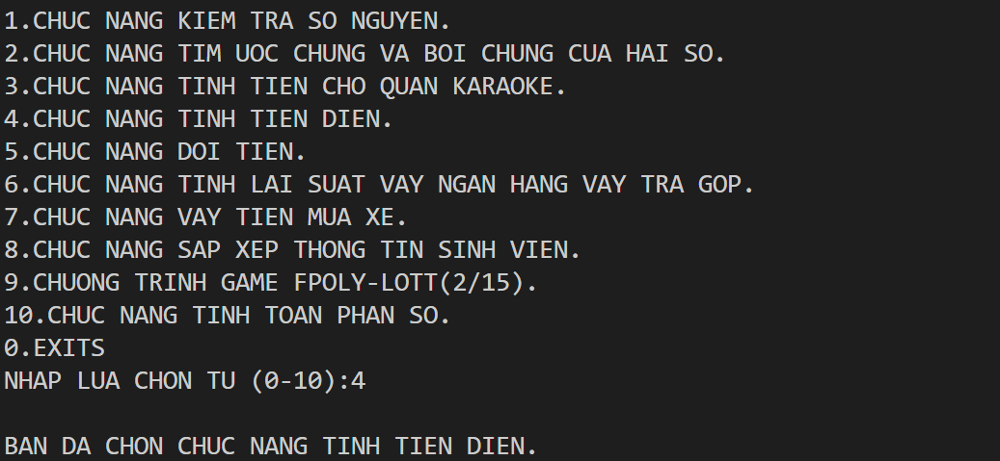 1.CHUC NANG KIEM TRA SO NGUYEN.
2.CHUC NANG TIM UOC CHUNG VA BOI CHUNG CUA HAI SO.
3.CHUC NANG TINH TIEN CHO QUAN KARAOKE.
4.CHUC NANG TINH TIEN DIEN.
5.CHUC NANG DOI TIEN.
6.CHUC NANG TINH LAI SUAT VAY NGAN HANG VAY TRA GOP.
7.CHUC NANG VAY TIEN MUA XE.
8.CHUC NANG SAP XEP THONG TIN SINH VIEN.
9.CHUONG TRINH GAME FPOLY-LOTT(2/15).
10.CHUC NANG TINH TOAN PHAN SO.
0.EXITS
NHAP LUA CHON TU (0-10):4
BAN DA CHON CHUC NANG TINH TIEN DIEN.